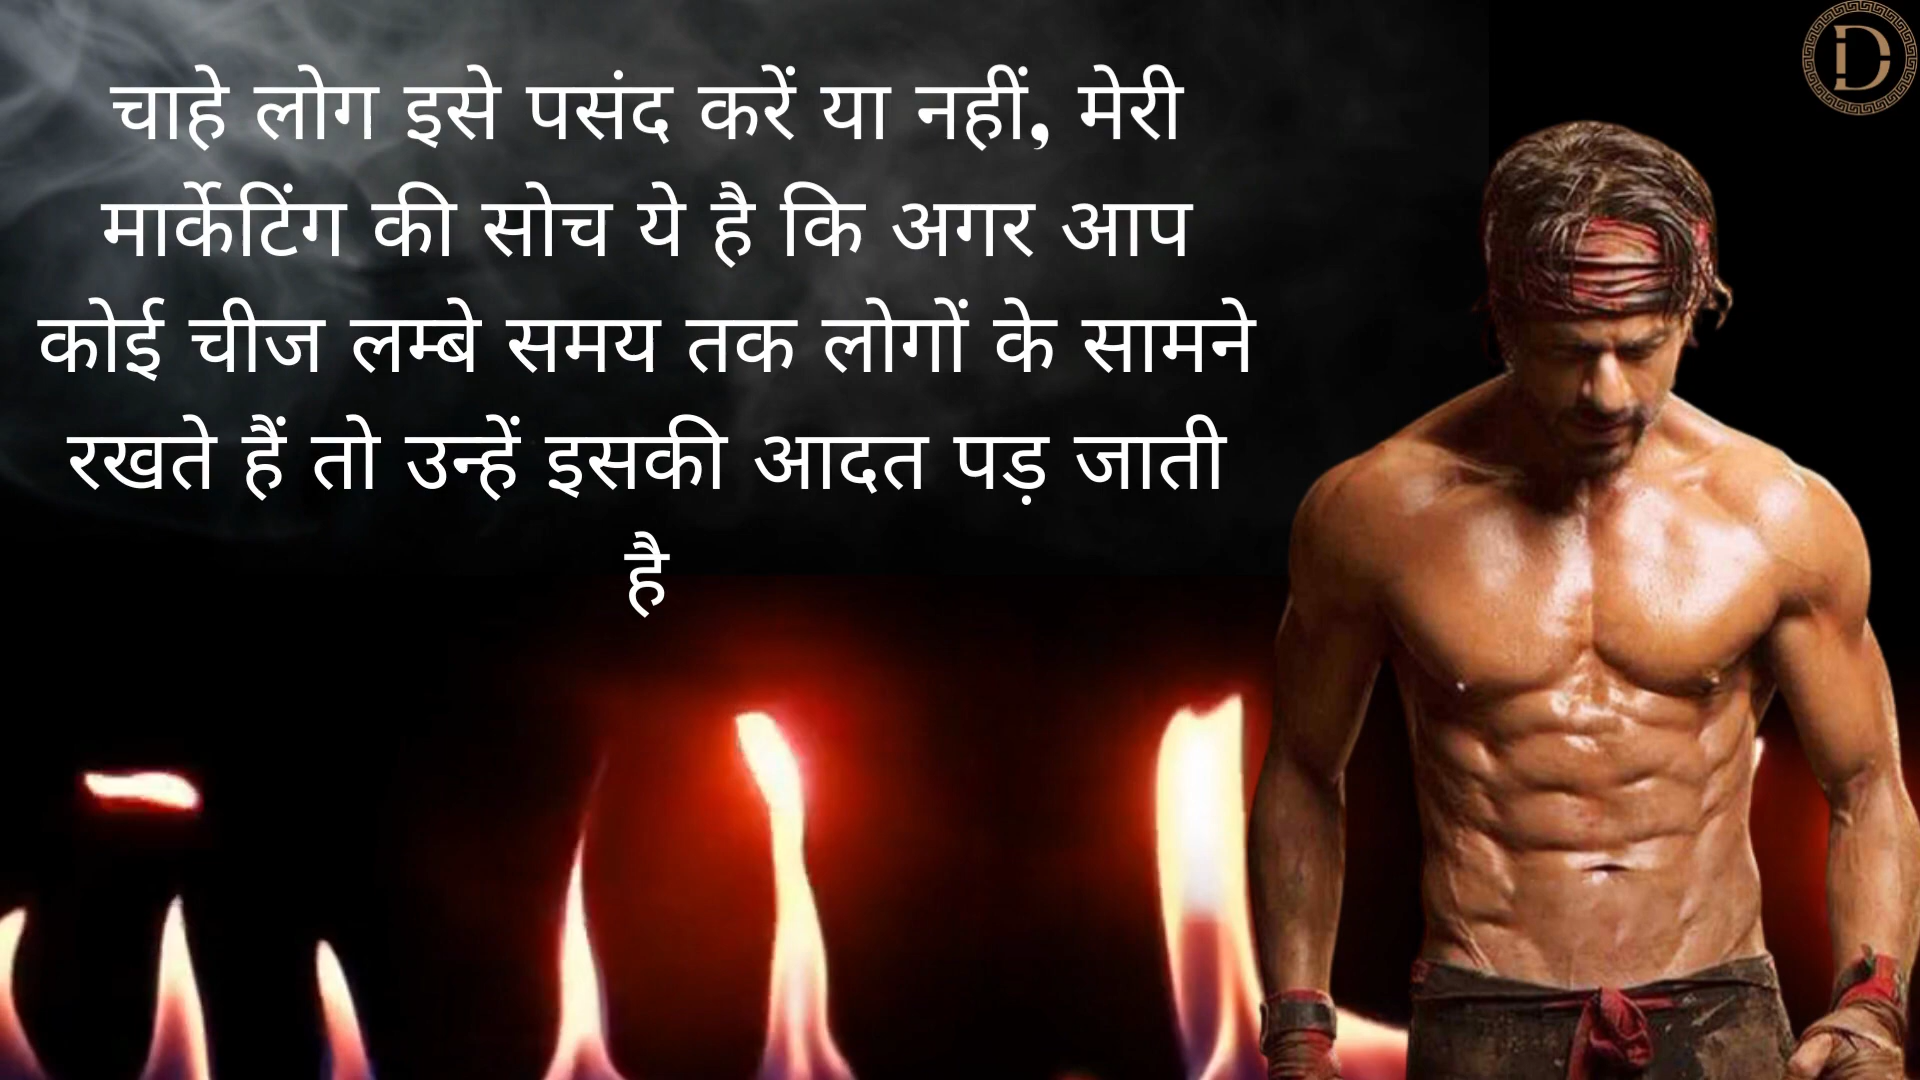 चाहे लोग इसे पसंद करें या नहीं, मेरी
मार्केटिंग की सोच ये है कि अगर आप
कोई चीज लम्बे समय तक लोगों के सामने
रखते हैं तो उन्हें इसकी आदत पड़ जाती
है
D